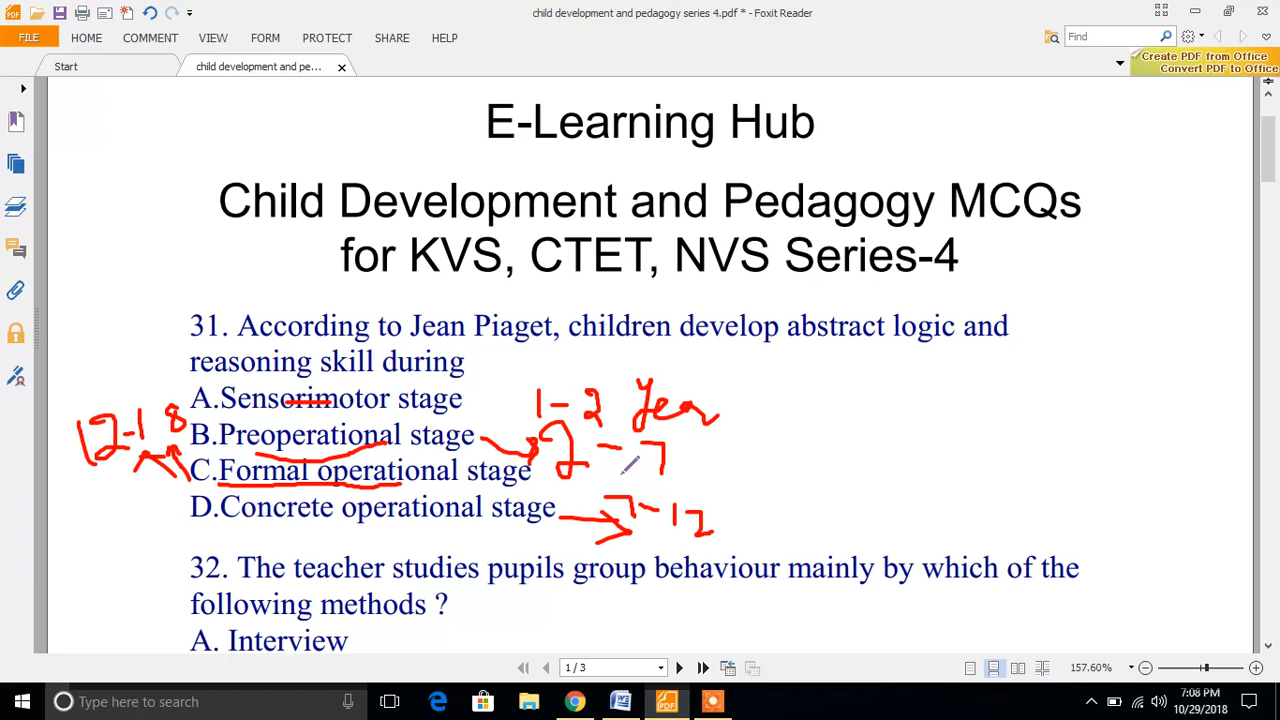 child development and pedagogy series 4.pdf * - Foxit Reader
FILE HOME COMMENT VIEW FORM PROTECT SHARE HELP
Find
Create PDF from Office
Convert PDF to Office
Start
child development and pe...
E-Learning Hub
Child Development and Pedagogy MCQs
for KVS, CTET, NVS Series-4
31. According to Jean Piaget, children develop abstract logic and
reasoning skill during
A.Sensorimotor stage 1-2 Year
B.Preoperational stage 2-7
12-18
C.Formal operational stage
D.Concrete operational stage 7-12
32. The teacher studies pupils group behaviour mainly by which of the
following methods ?
A. Interview
1 / 3
157.60%
Type here to search
7:08 PM
10/29/2018